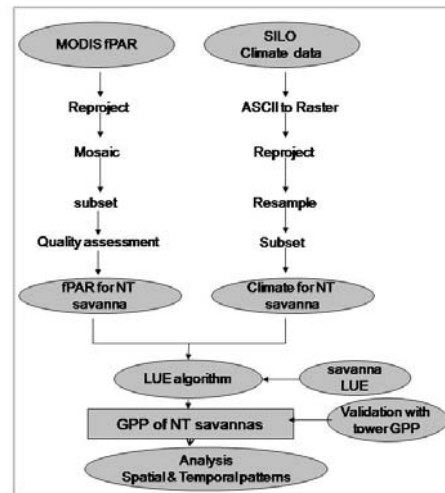 MODIS fPAR
Reproject
Mosaic
subset
Quality assessment
fPAR for NT
savanna
SILO
Climate data
ASCII to Raster
Reproject
Resample
Subset
Climate for NT
savanna
LUE algorithm
savanna
LUE
GPP of NT savannas
Validation with
tower GPP
Analysis
Spatial & Temporal patterns